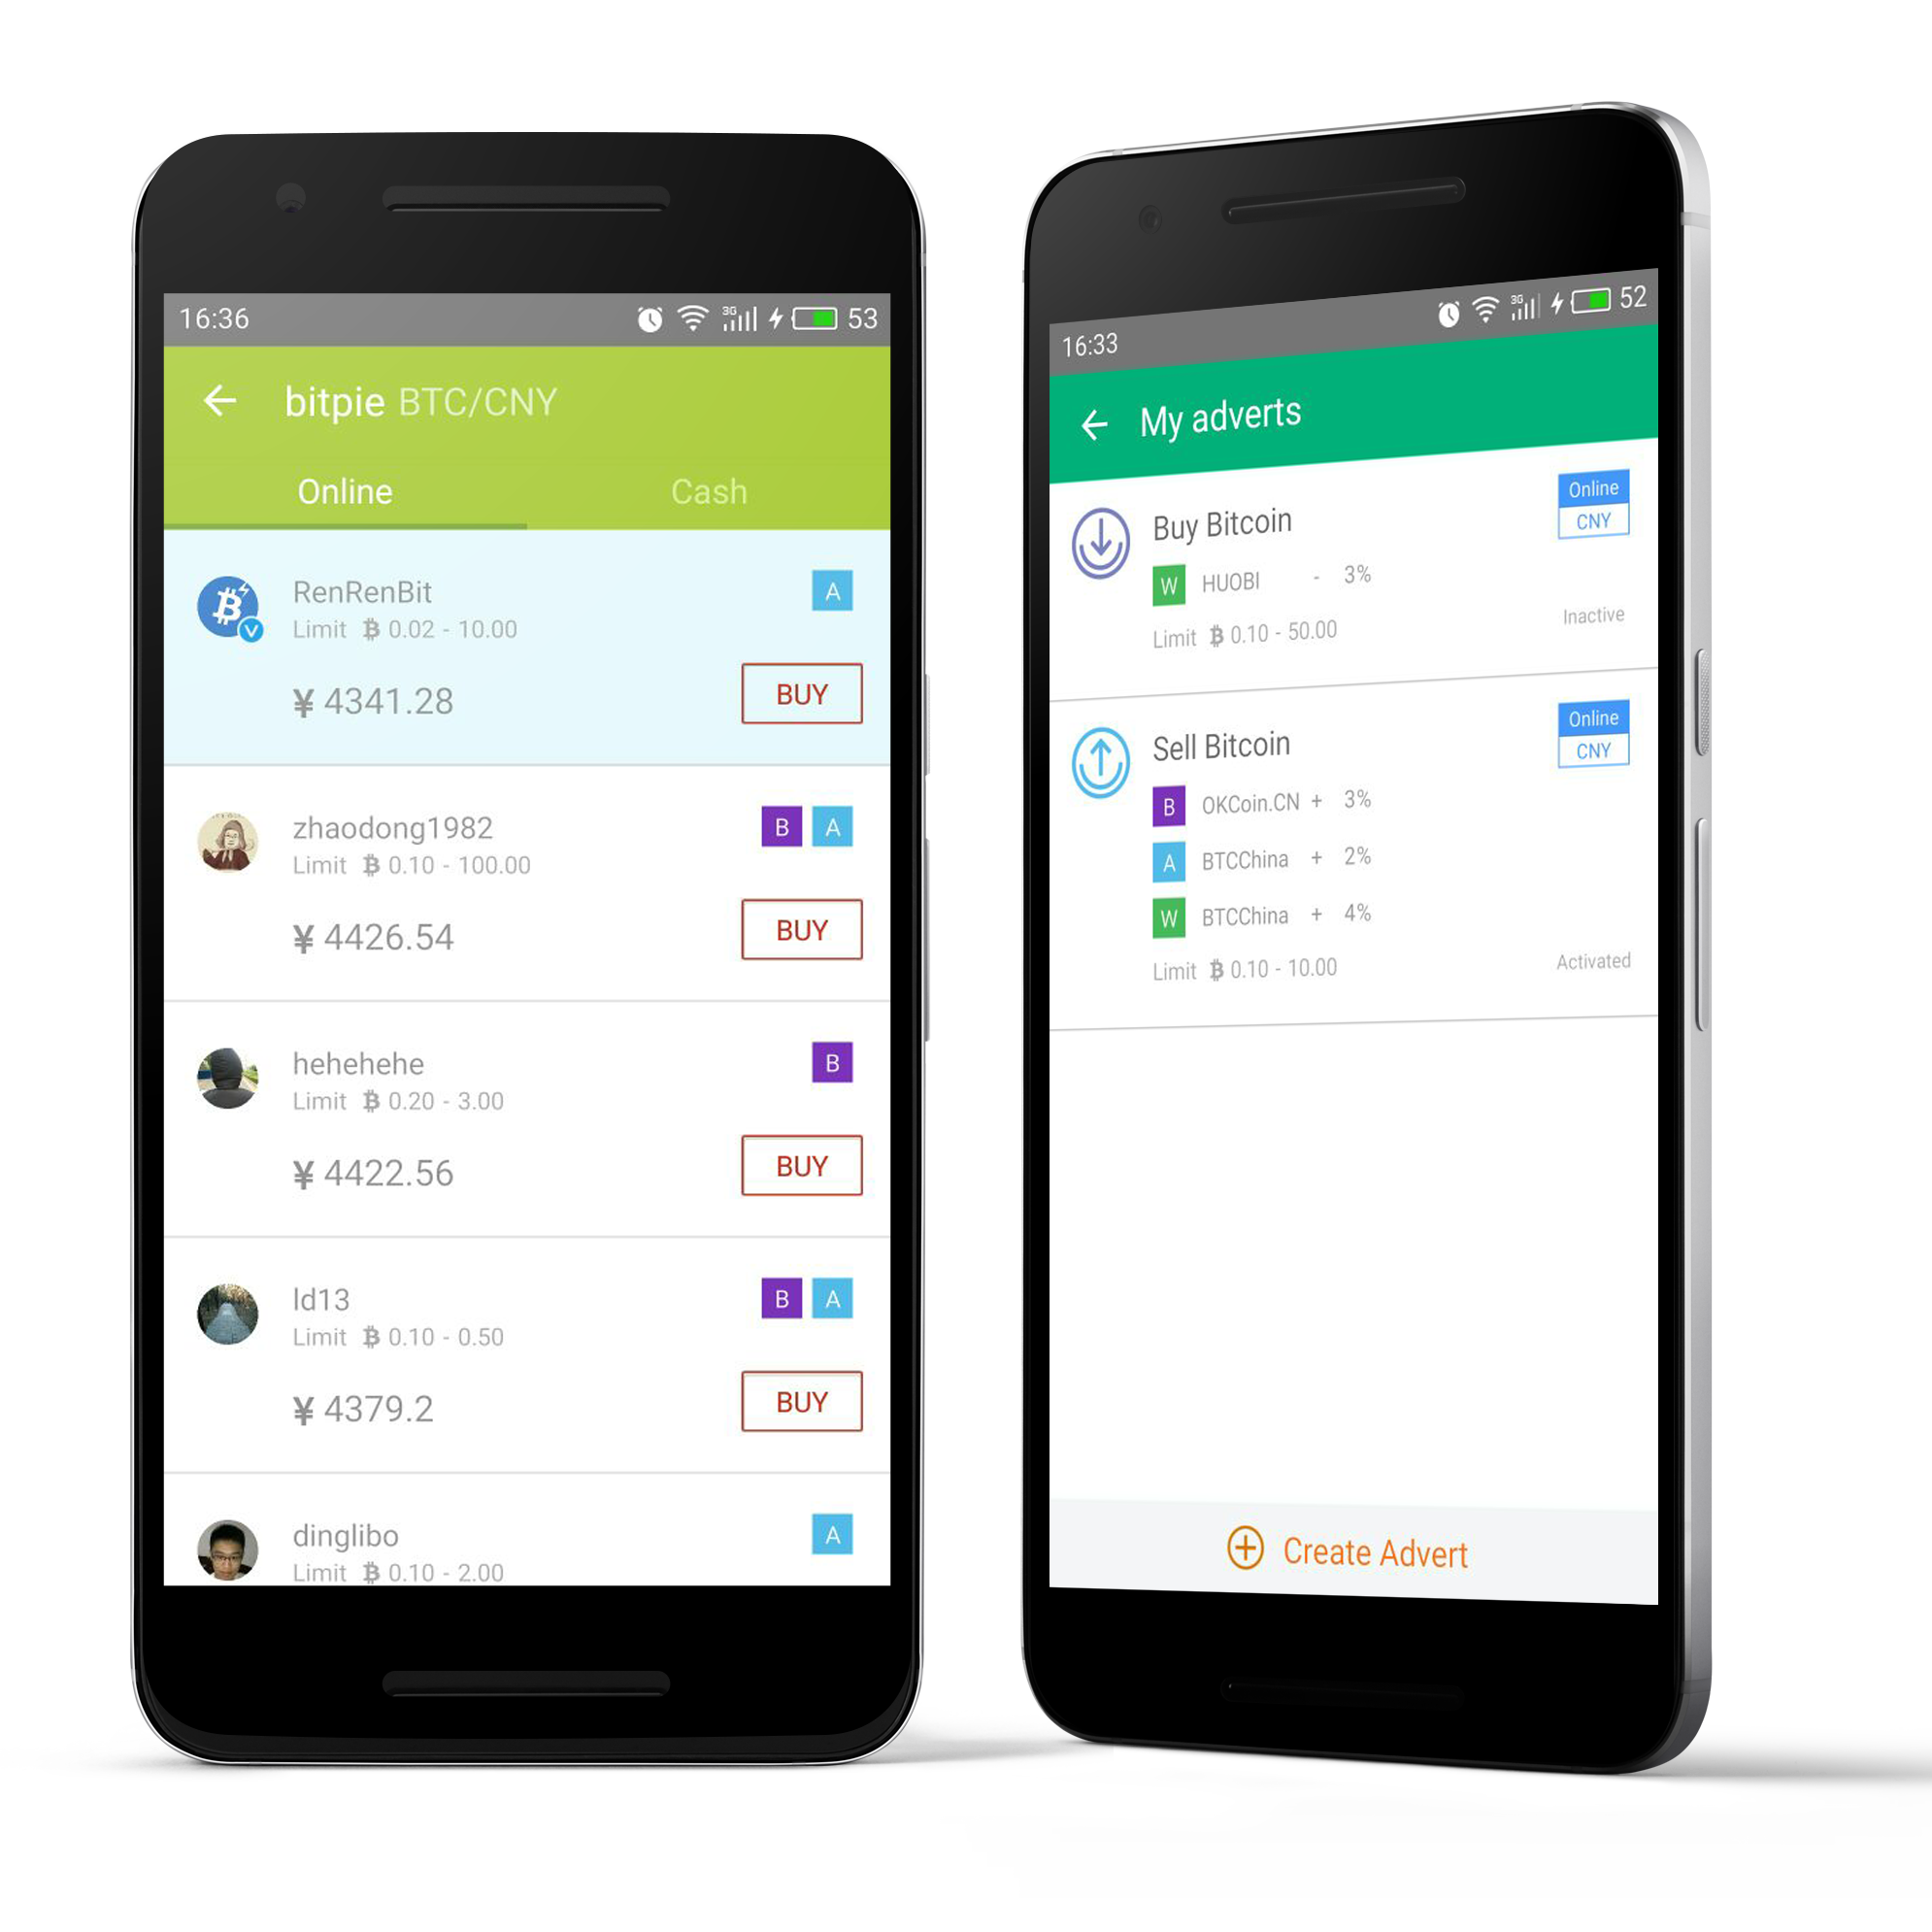 16:36 3G 53
bitpie BTC/CNY
Online Cash
RenRenBit A
Limit ₿ 0.02 - 10.00
¥ 4341.28 BUY
zhaodong1982 B A
Limit ₿ 0.10 - 100.00
¥ 4426.54 BUY
hehehehe B
Limit ₿ 0.20 - 3.00
¥ 4422.56 BUY
ld13 B A
Limit ₿ 0.10 - 0.50
¥ 4379.2 BUY
dinglibo A
Limit ₿ 0.10 - 2.00
16:33 3G 52
My adverts
Buy Bitcoin Online
CNY
W HUOBI - 3%
Limit ₿ 0.10 - 50.00 Inactive
Sell Bitcoin Online
CNY
B OKCoin.CN + 3%
A BTCChina + 2%
W BTCChina + 4%
Limit ₿ 0.10 - 10.00 Activated
Create Advert